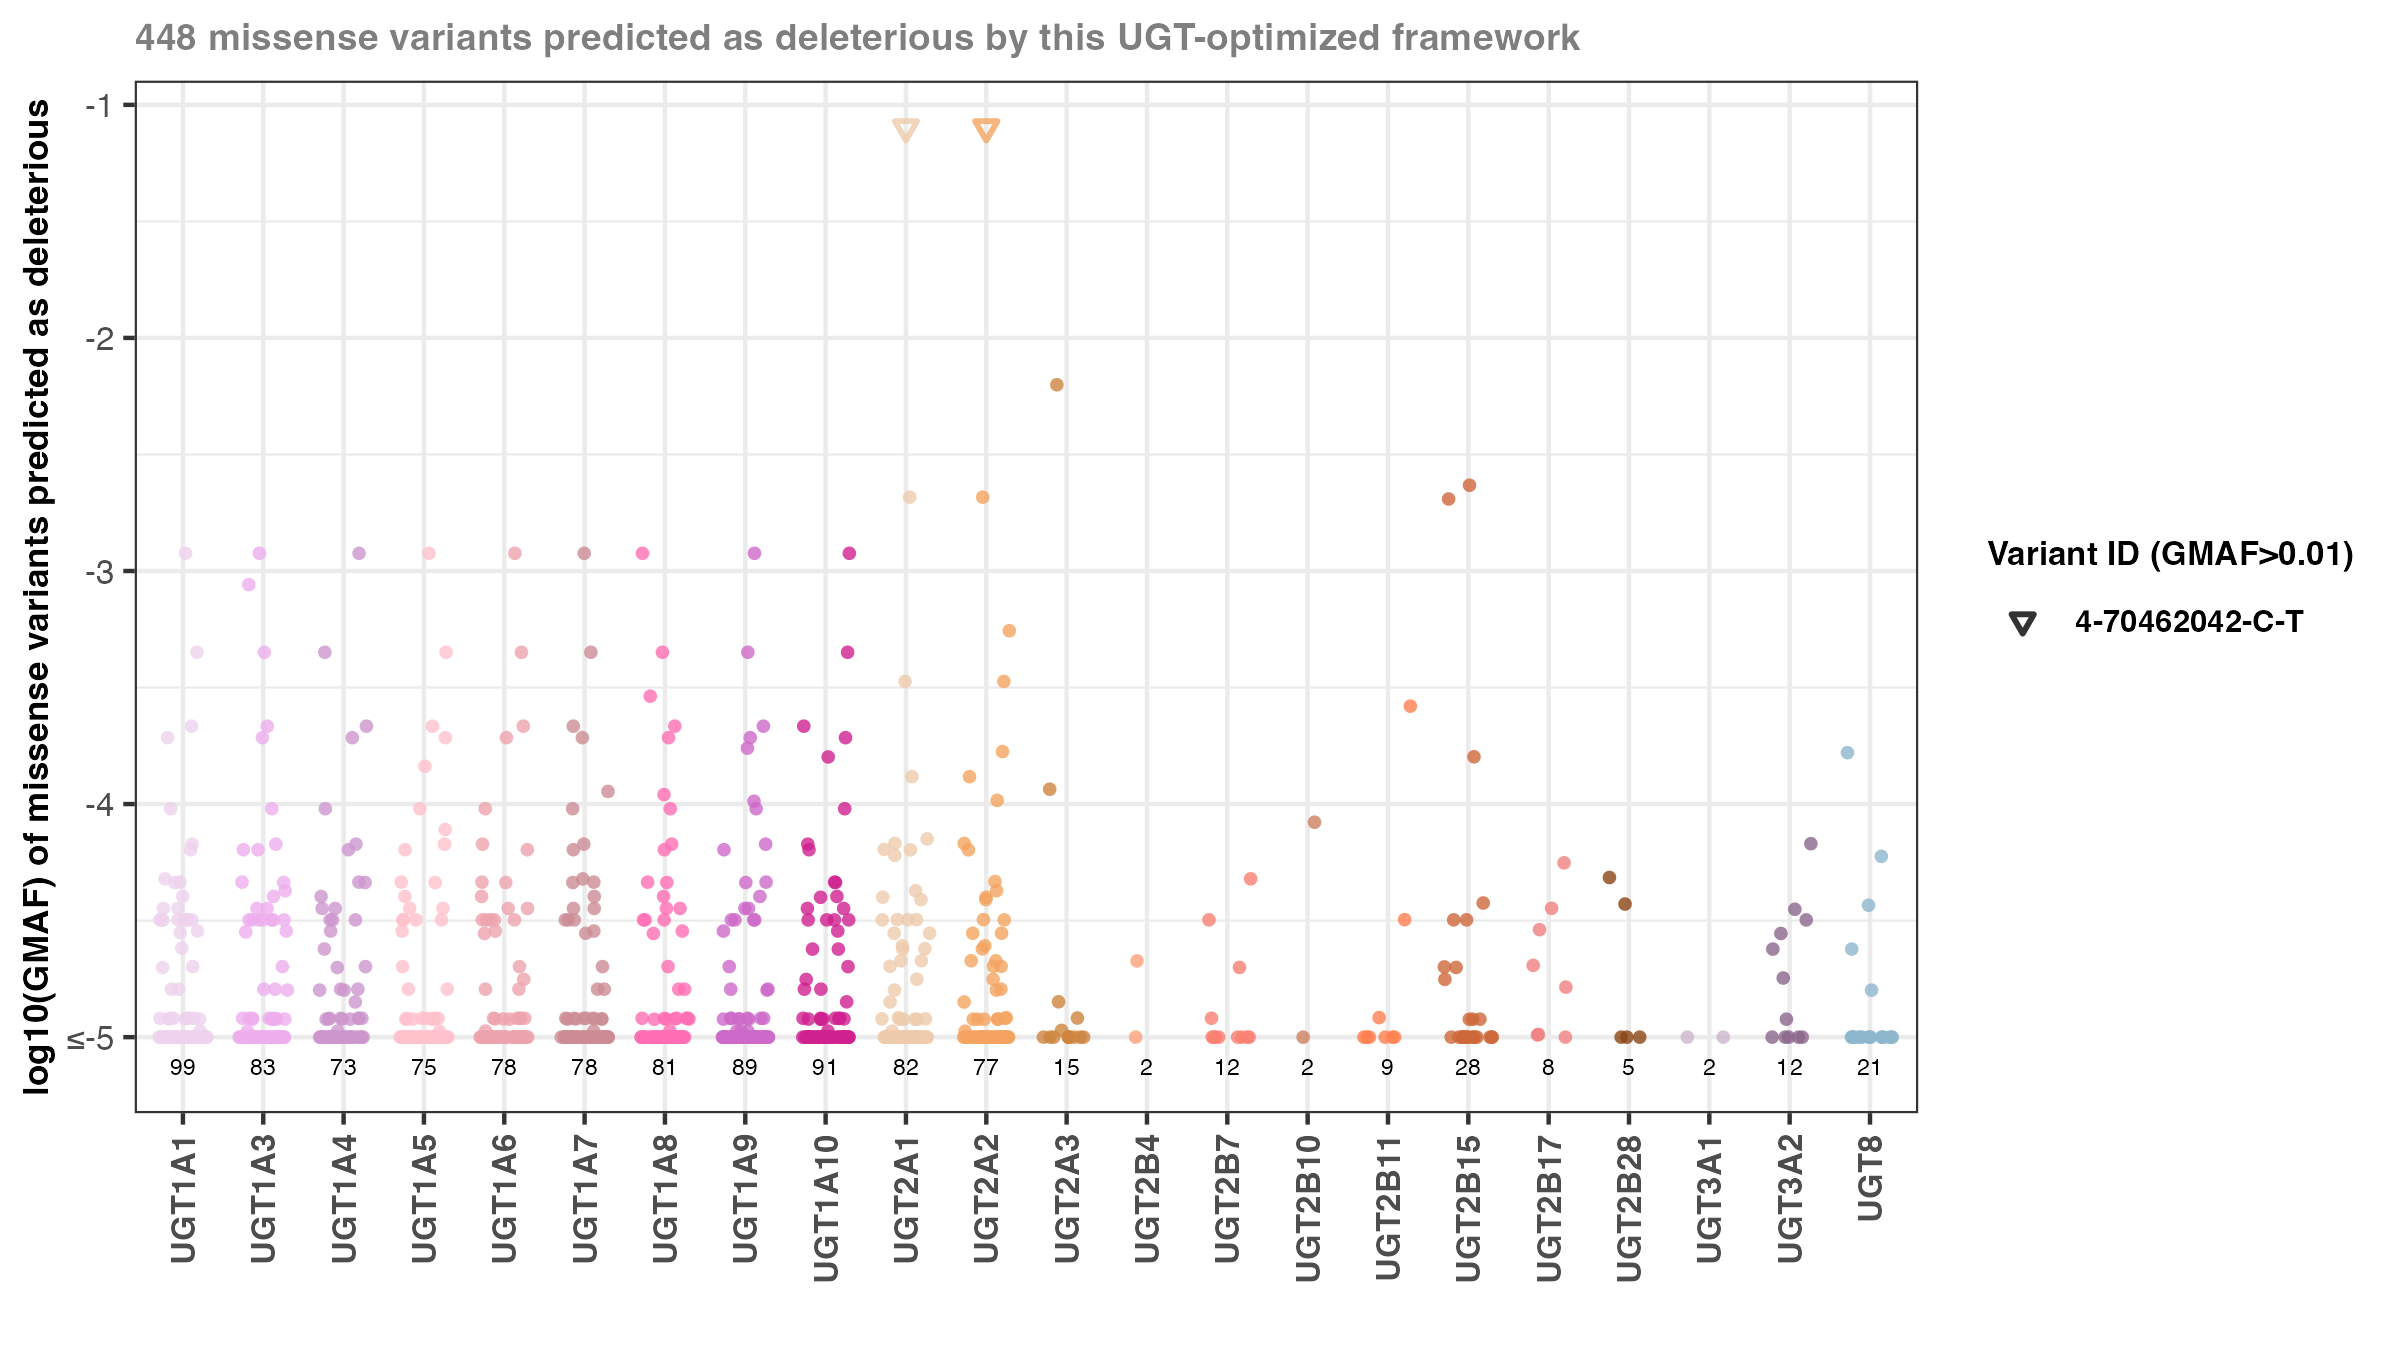 448 missense variants predicted as deleterious by this UGT-optimized framework
log10(GMAF) of missense variants predicted as deleterious
-1
-2
-3
-4
≤-5
99 83 73 75 78 78 81 89 91 82 77 15 2 12 2 9 28 8 5 2 12 21
UGT1A1 UGT1A3 UGT1A4 UGT1A5 UGT1A6 UGT1A7 UGT1A8 UGT1A9 UGT1A10 UGT2A1 UGT2A2 UGT2A3 UGT2B4 UGT2B7 UGT2B10 UGT2B11 UGT2B15 UGT2B17 UGT2B28 UGT3A1 UGT3A2 UGT8
Variant ID (GMAF>0.01)
4-70462042-C-T